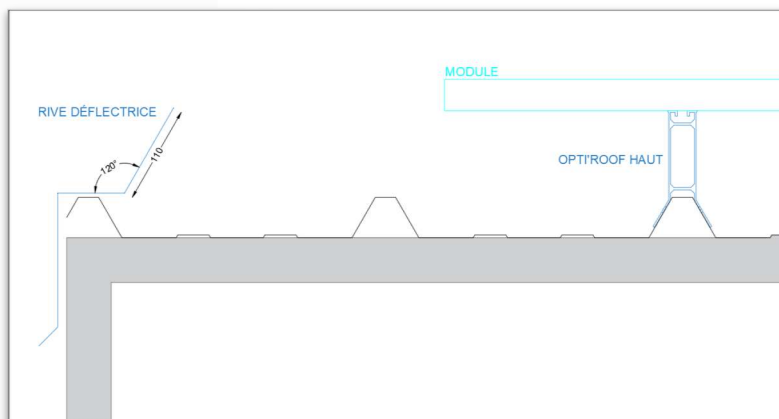 MODULE
RIVE DÉFLECTRICE
120°
110
OPTI'ROOF HAUT